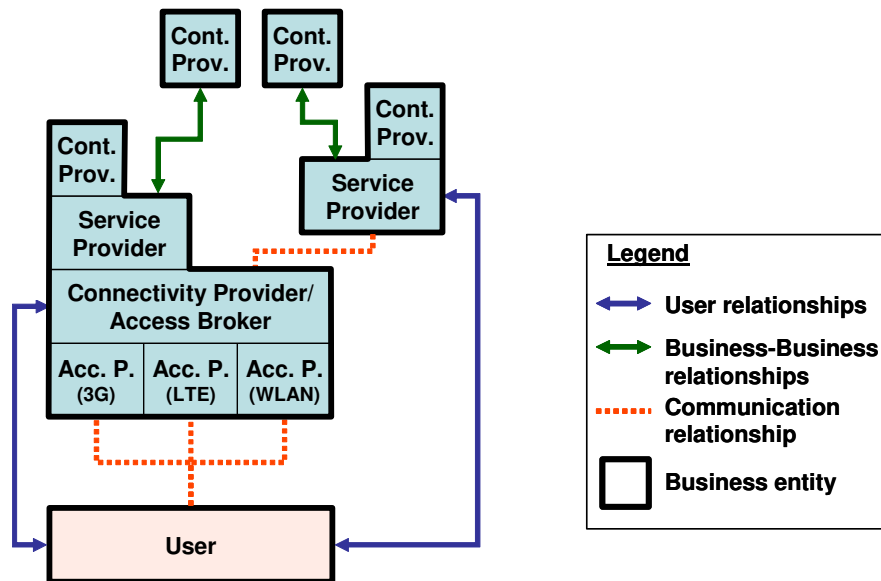 Cont.
Prov.
Cont.
Prov.
Cont.
Prov.
Cont.
Prov.
Service
Provider
Service
Provider
Connectivity Provider/
Access Broker
Acc. P.
(3G)
Acc. P.
(LTE)
Acc. P.
(WLAN)
User
Legend
User relationships
Business-Business
relationships
Communication
relationship
Business entity